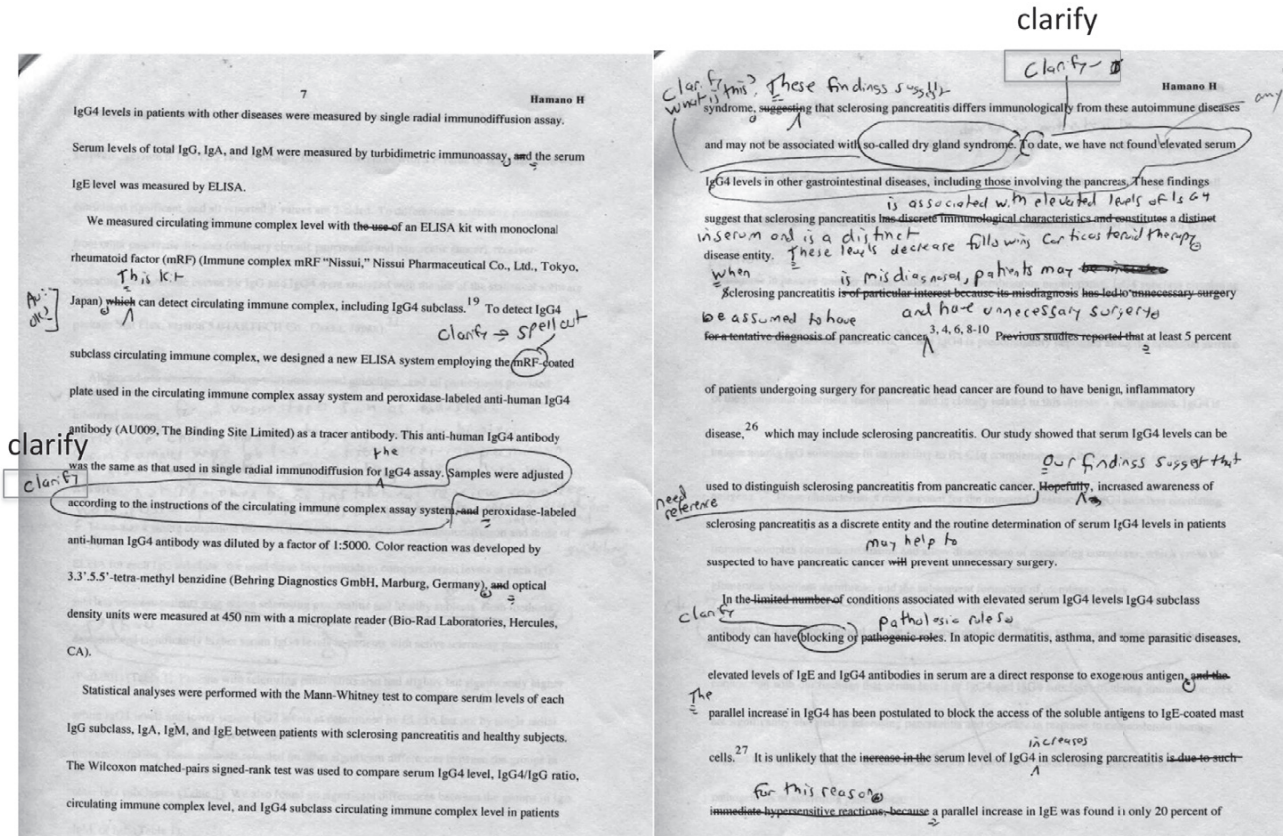 clarify
7
Hamano H
IgG4 levels in patients with other diseases were measured by single radial immunodiffusion assay.
Serum levels of total IgG, IgA, and IgM were measured by turbidimetric immunoassay, and the serum
IgE level was measured by ELISA.
We measured circulating immune complex level with the use of an ELISA kit with monoclonal
rheumatoid factor (mRF) (Immune complex mRF "Nissui," Nissui Pharmaceutical Co., Ltd., Tokyo,
This kit
Au: OK?
Japan) which can detect circulating immune complex, including IgG4 subclass.19 To detect IgG4
clarify → spell out
subclass circulating immune complex, we designed a new ELISA system employing the mRF-coated
plate used in the circulating immune complex assay system and peroxidase-labeled anti-human IgG4
antibody (AU009, The Binding Site Limited) as a tracer antibody. This anti-human IgG4 antibody
clarify
the
was the same as that used in single radial immunodiffusion for IgG4 assay. Samples were adjusted
clarify
according to the instructions of the circulating immune complex assay system, and peroxidase-labeled
anti-human IgG4 antibody was diluted by a factor of 1:5000. Color reaction was developed by
3.3'.5.5'-tetra-methyl benzidine (Behring Diagnostics GmbH, Marburg, Germany), and optical
density units were measured at 450 nm with a microplate reader (Bio-Rad Laboratories, Hercules,
CA).
Statistical analyses were performed with the Mann-Whitney test to compare serum levels of each
IgG subclass, IgA, IgM, and IgE between patients with sclerosing pancreatitis and healthy subjects.
The Wilcoxon matched-pairs signed-rank test was used to compare serum IgG4 level, IgG4/IgG ratio,
circulating immune complex level, and IgG4 subclass circulating immune complex level in patients
Clarify -
Hamano H
Clarify, what is this?
These findings suggest
any
syndrome, suggesting that sclerosing pancreatitis differs immunologically from these autoimmune diseases
and may not be associated with so-called dry gland syndrome. To date, we have not found elevated serum
IgG4 levels in other gastrointestinal diseases, including those involving the pancreas. These findings
is associated with elevated levels of IgG4
suggest that sclerosing pancreatitis has discrete immunological characteristics and constitutes a distinct
in serum and is a distinct
disease entity. These levels decrease following corticosteroid therapy
When
is misdiagnosed, patients may be
Sclerosing pancreatitis is of particular interest because its misdiagnosis has led to unnecessary surgery
be assumed to have
and have unnecessary surgery
for a tentative diagnosis of pancreatic cancer.3, 4, 6, 8-10 Previous studies reported that at least 5 percent
of patients undergoing surgery for pancreatic head cancer are found to have benign, inflammatory
disease,26 which may include sclerosing pancreatitis. Our study showed that serum IgG4 levels can be
Our findings suggest that
used to distinguish sclerosing pancreatitis from pancreatic cancer. Hopefully, increased awareness of
need reference
sclerosing pancreatitis as a discrete entity and the routine determination of serum IgG4 levels in patients
may help to
suspected to have pancreatic cancer will prevent unnecessary surgery.
In the limited number of conditions associated with elevated serum IgG4 levels IgG4 subclass
clarify
pathologic roles
antibody can have blocking or pathogenic roles. In atopic dermatitis, asthma, and some parasitic diseases,
elevated levels of IgE and IgG4 antibodies in serum are a direct response to exogenous antigen, and the
The
parallel increase in IgG4 has been postulated to block the access of the soluble antigens to IgE-coated mast
increases
cells.27 It is unlikely that the increase in the serum level of IgG4 in sclerosing pancreatitis is due to such
for this reason
immediate hypersensitive reactions, because a parallel increase in IgE was found in only 20 percent of